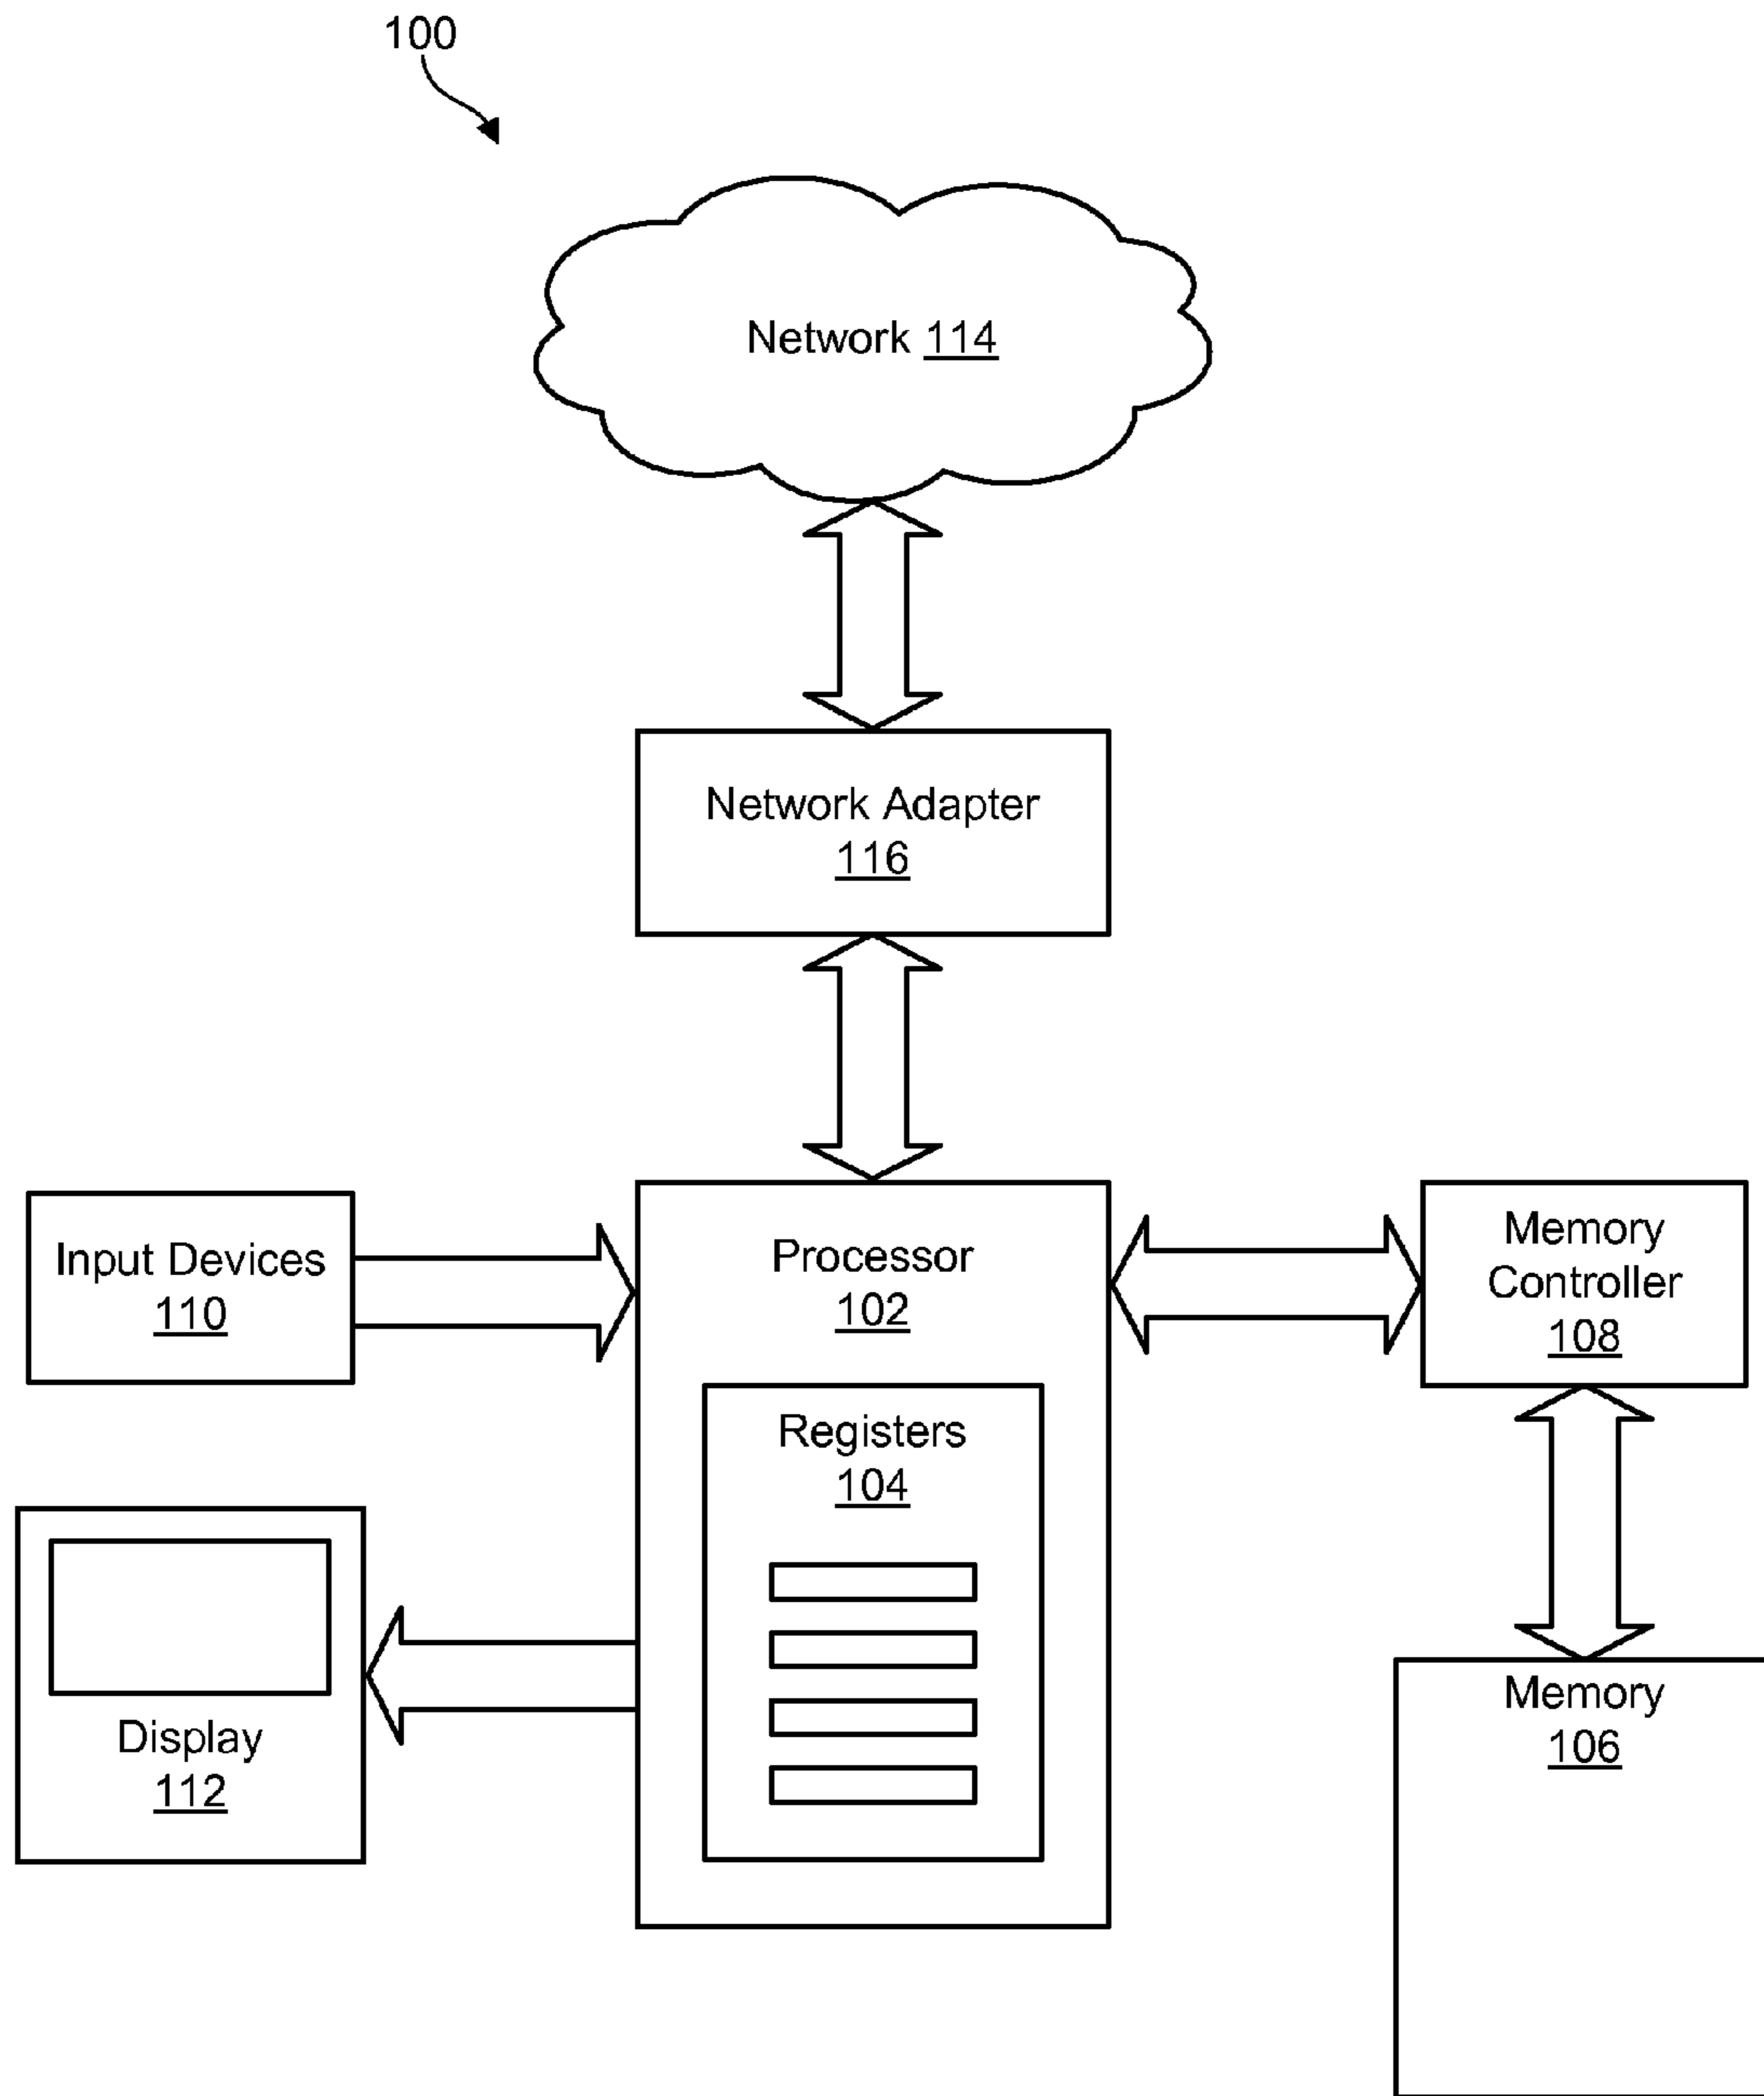 100
Network 114
Network Adapter
116
Input Devices
110
Processor
102
Memory
Controller
108
Registers
104
Display
112
Memory
106